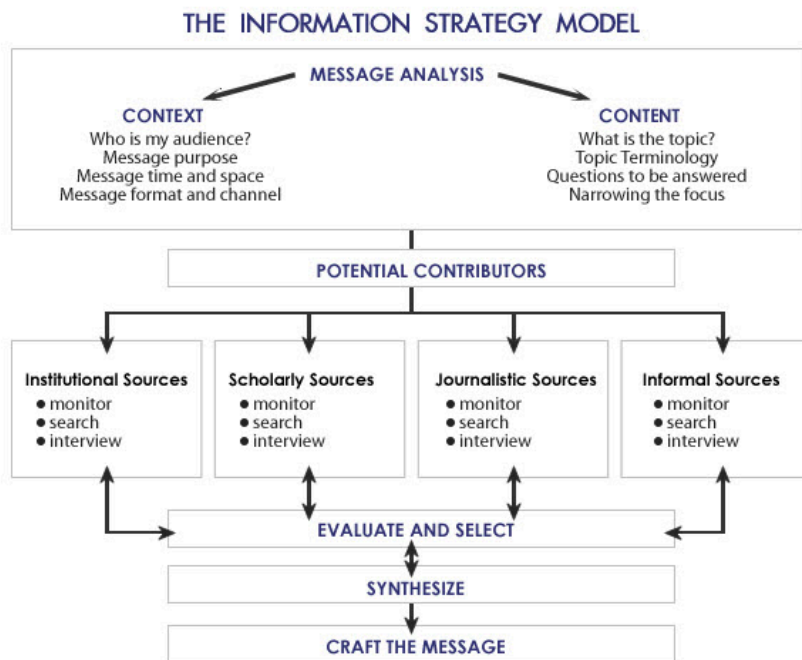 THE INFORMATION STRATEGY MODEL
MESSAGE ANALYSIS
CONTEXT
Who is my audience?
Message purpose
Message time and space
Message format and channel
CONTENT
What is the topic?
Topic Terminology
Questions to be answered
Narrowing the focus
POTENTIAL CONTRIBUTORS
Institutional Sources
● monitor
● search
● interview
Scholarly Sources
● monitor
● search
● interview
Journalistic Sources
● monitor
● search
● interview
Informal Sources
● monitor
● search
● interview
EVALUATE AND SELECT
SYNTHESIZE
CRAFT THE MESSAGE